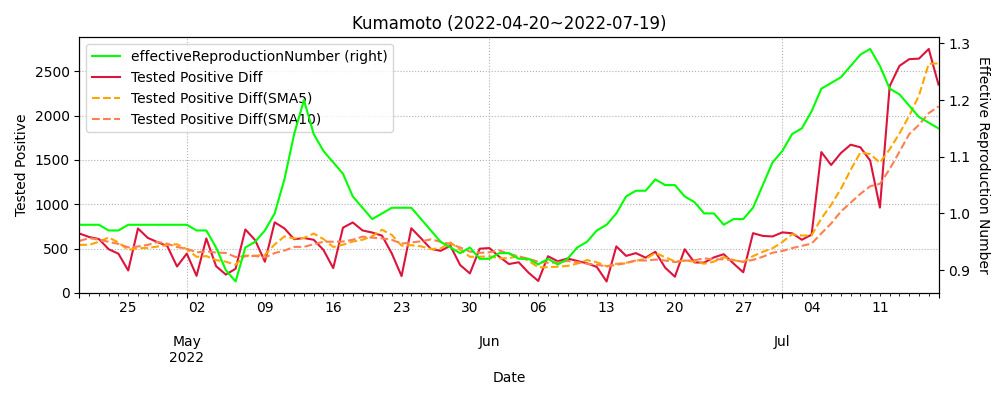 Kumamoto (2022-04-20~2022-07-19)
effectiveReproductionNumber (right)
Tested Positive Diff
Tested Positive Diff(SMA5)
Tested Positive Diff(SMA10)
Tested Positive
2500
2000
1500
1000
500
0
1.3
1.2
1.1
1.0
0.9
Effective Reproduction Number
25 02 09 16 23 30 06 13 20 27 04 11
May Jun Jul
2022
Date